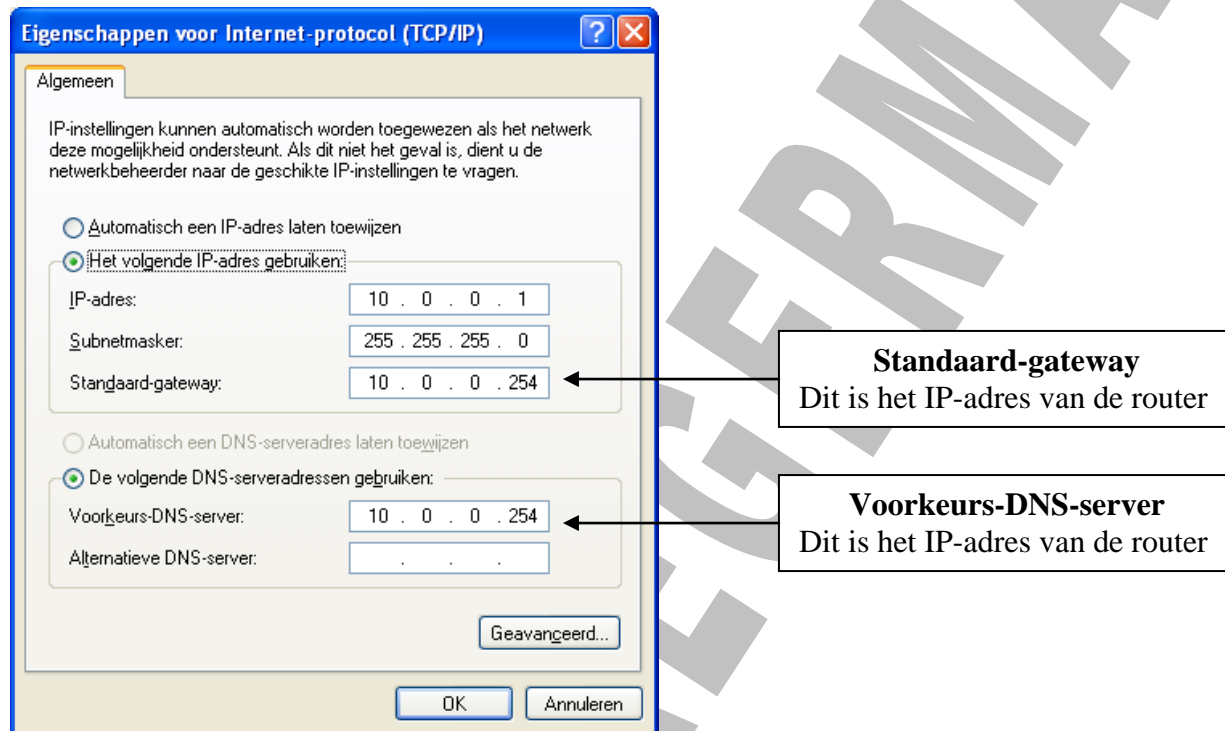 Eigenschappen voor Internet-protocol (TCP/IP)
Algemeen
IP-instellingen kunnen automatisch worden toegewezen als het netwerk
deze mogelijkheid ondersteunt. Als dit niet het geval is, dient u de
netwerkbeheerder naar de geschikte IP-instellingen te vragen.
Automatisch een IP-adres laten toewijzen
Het volgende IP-adres gebruiken:
IP-adres: 10 . 0 . 0 . 1
Subnetmasker: 255 . 255 . 255 . 0
Standaard-gateway: 10 . 0 . 0 . 254
Standaard-gateway
Dit is het IP-adres van de router
Automatisch een DNS-serveradres laten toewijzen
De volgende DNS-serveradressen gebruiken:
Voorkeurs-DNS-server: 10 . 0 . 0 . 254
Alternatieve DNS-server: . . .
Voorkeurs-DNS-server
Dit is het IP-adres van de router
Geavanceerd...
OK Annuleren